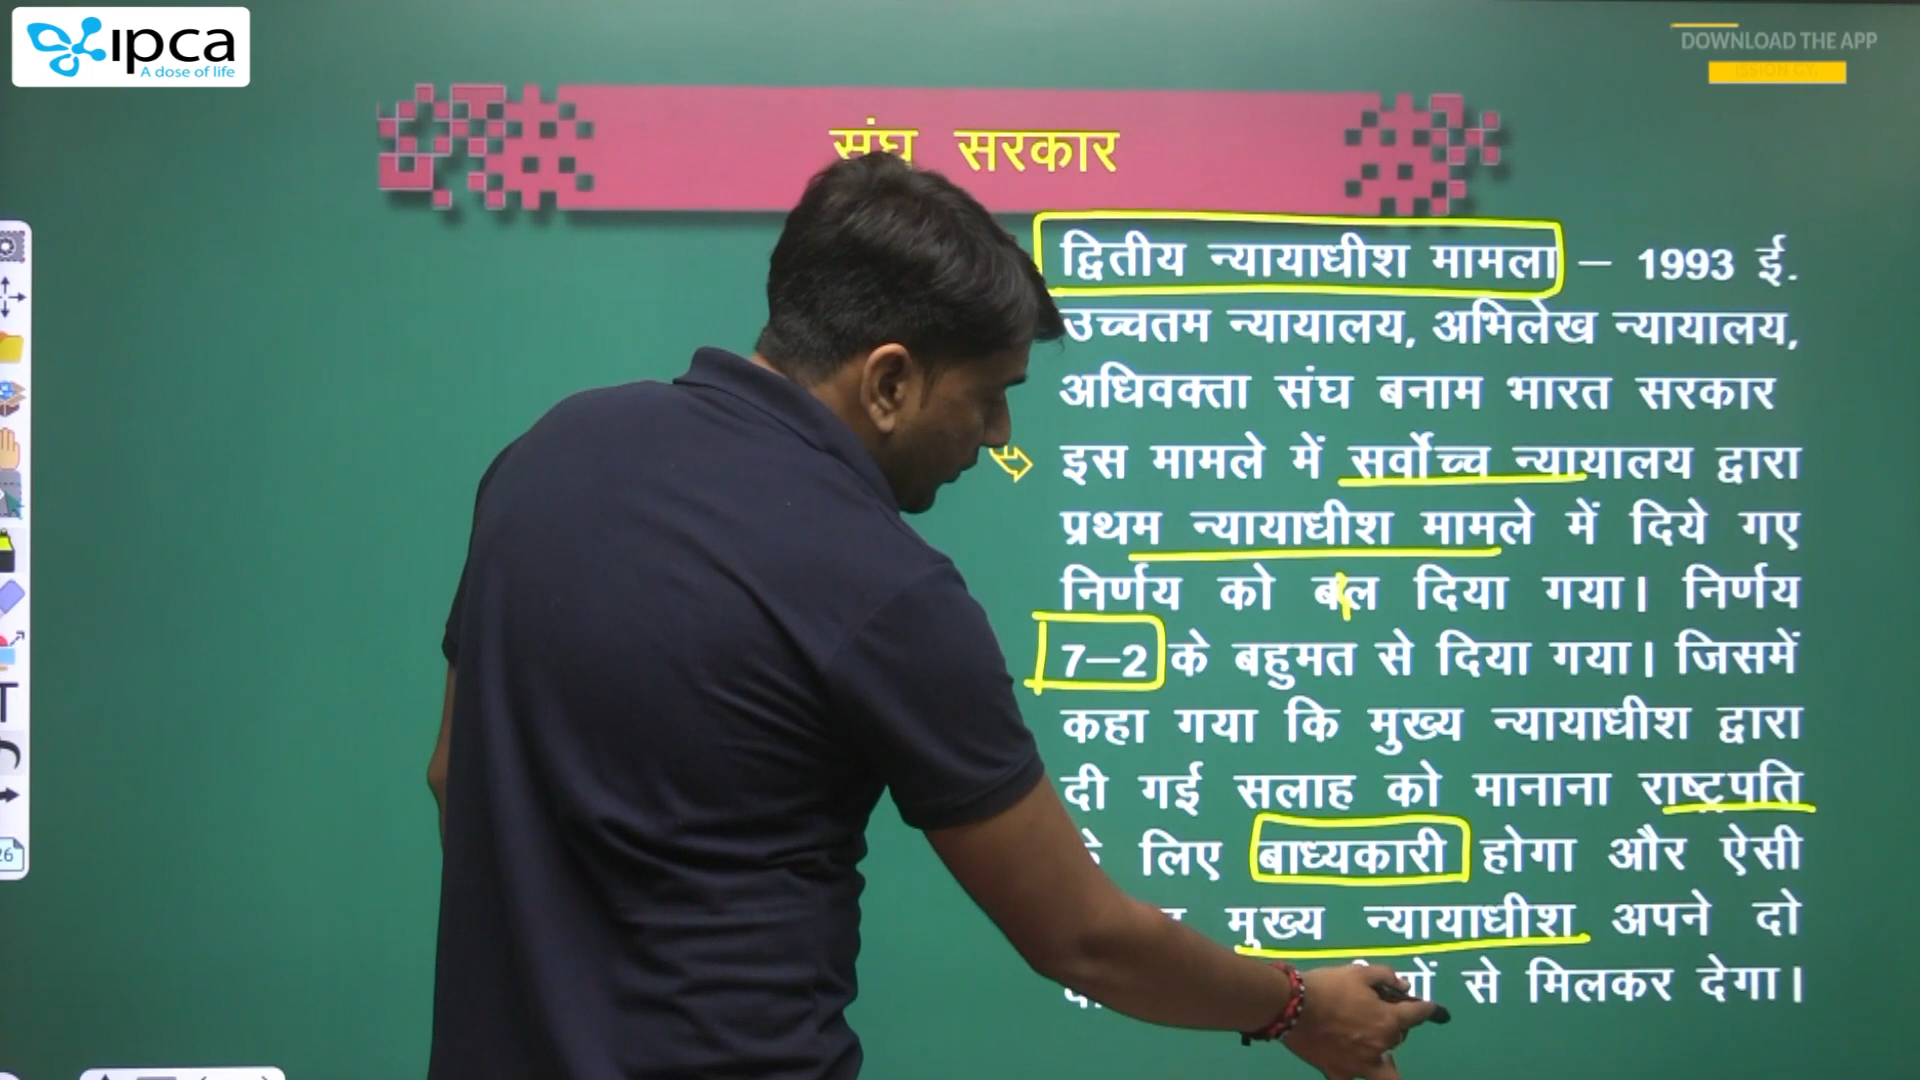 ipca
A dose of life
DOWNLOAD THE APP
संघ सरकार
द्वितीय न्यायाधीश मामला – 1993 ई.
उच्चतम न्यायालय, अभिलेख न्यायालय,
अधिवक्ता संघ बनाम भारत सरकार
इस मामले में सर्वोच्च न्यायालय द्वारा
प्रथम न्यायाधीश मामले में दिये गए
निर्णय को बल दिया गया। निर्णय
7–2 के बहुमत से दिया गया। जिसमें
कहा गया कि मुख्य न्यायाधीश द्वारा
दी गई सलाह को मानाना राष्ट्रपति
लिए बाध्यकारी होगा और ऐसी
मुख्य न्यायाधीश अपने दो
से मिलकर देगा।
26